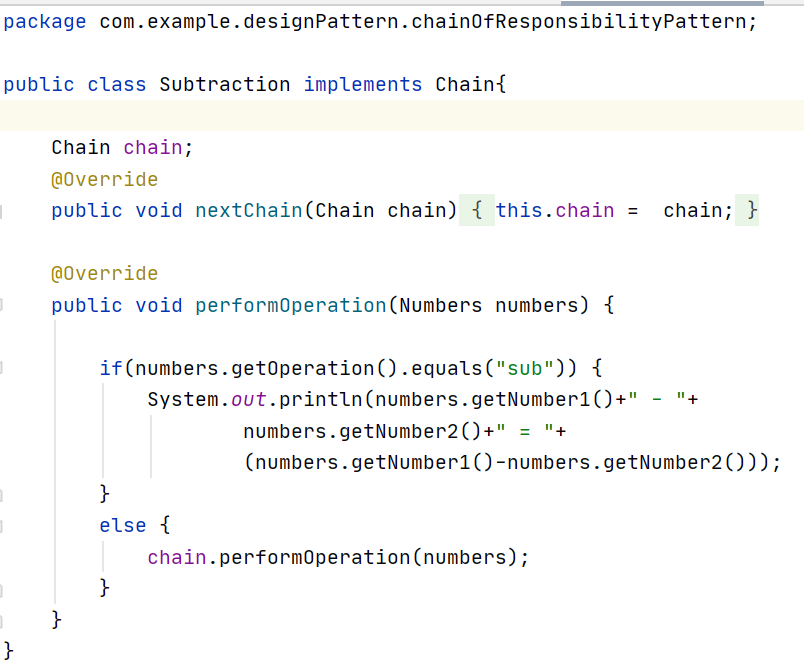 package com.example.designPattern.chainOfResponsibilityPattern;
public class Subtraction implements Chain{
Chain chain;
@Override
public void nextChain(Chain chain) { this.chain =  chain; }
@Override
public void performOperation(Numbers numbers) {
if(numbers.getOperation().equals("sub")) {
System.out.println(numbers.getNumber1()+" - "+
numbers.getNumber2()+" = "+
(numbers.getNumber1()-numbers.getNumber2()));
}
else {
chain.performOperation(numbers);
}
}
}